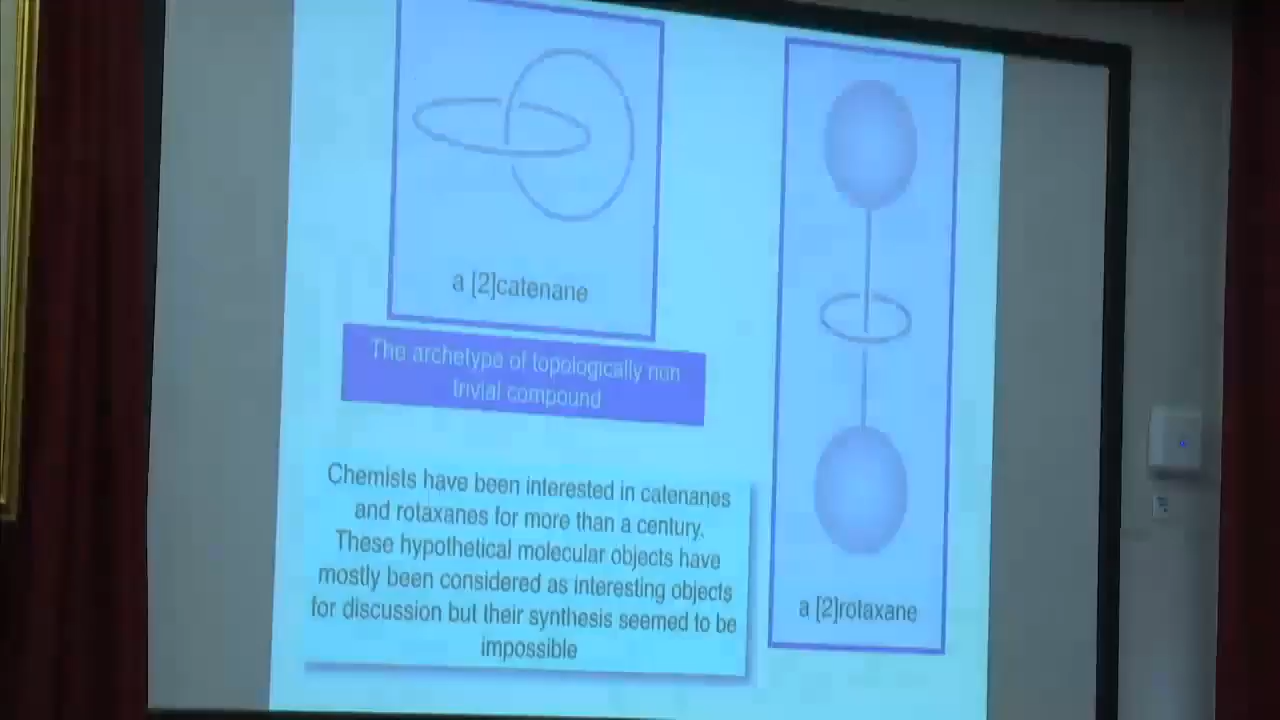 a [2]catenane
The archetype of topologically non
trivial compound
Chemists have been interested in catenanes
and rotaxanes for more than a century.
These hypothetical molecular objects have
mostly been considered as interesting objects
for discussion but their synthesis seemed to be
impossible
a [2]rotaxane